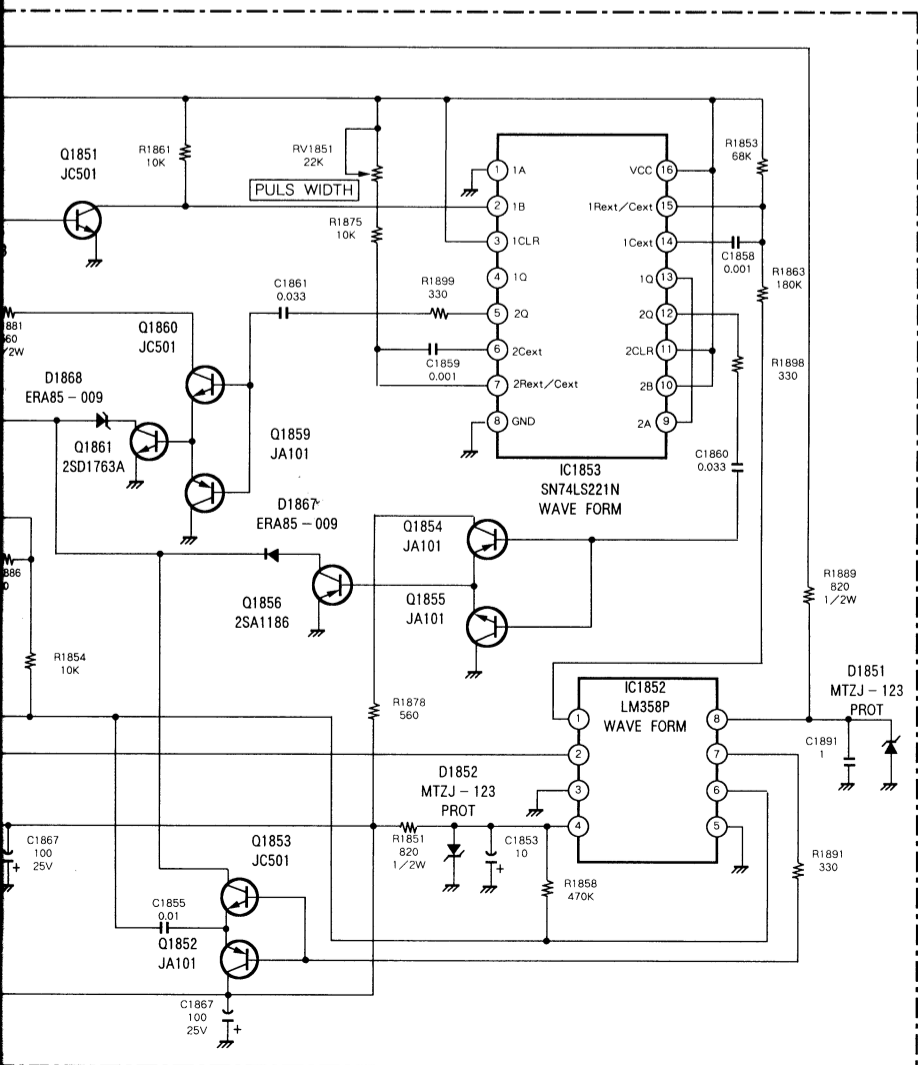 Q1851
JC501
R1861
10K
RV1851
22K
PULS WIDTH
R1875
10K
1 1A
2 1B
3 1CLR
4 1Q
5 2Q
6 2Cext
7 2Rext/Cext
8 GND
VCC 16
1Rext/Cext 15
1Cext 14
1Q 13
2Q 12
2CLR 11
2B 10
2A 9
IC1853
SN74LS221N
WAVE FORM
R1853
68K
C1858
0.001
R1863
180K
R1898
330
C1860
0.033
C1861
0.033
R1899
330
C1859
0.001
Q1860
JC501
D1868
ERA85-009
Q1861
2SD1763A
Q1859
JA101
D1867
ERA85-009
Q1856
2SA1186
Q1854
JA101
Q1855
JA101
R1889
820
1/2W
881
60
/2W
886
0
R1854
10K
R1878
560
IC1852
LM358P
WAVE FORM
1
2
3
4
8
7
6
5
D1851
MTZJ-123
PROT
C1891
1
D1852
MTZJ-123
PROT
R1851
820
1/2W
C1853
10
+
R1858
470K
R1891
330
C1867
100
25V
+
Q1853
JC501
C1855
0.01
Q1852
JA101
C1867
100
25V
+